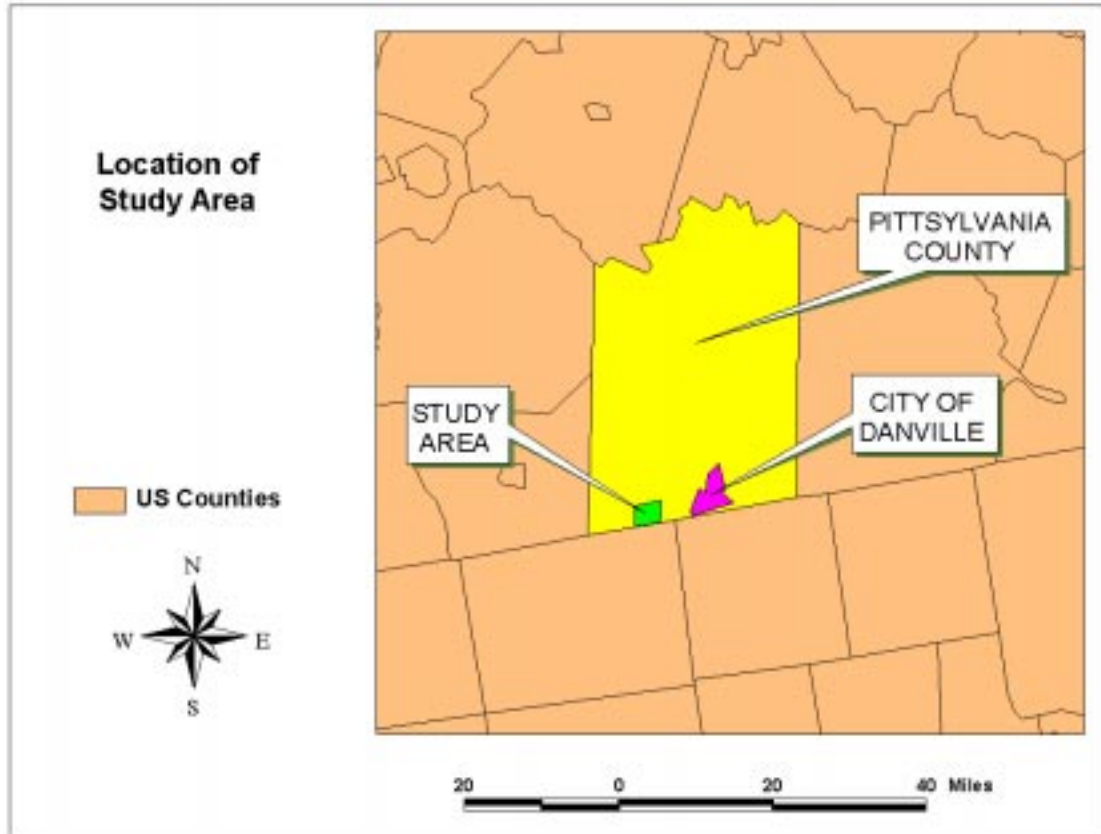 Location of
Study Area
PITTSYLVANIA
COUNTY
STUDY
AREA
CITY OF
DANVILLE
US Counties
N
W E
S
20 0 20 40 Miles